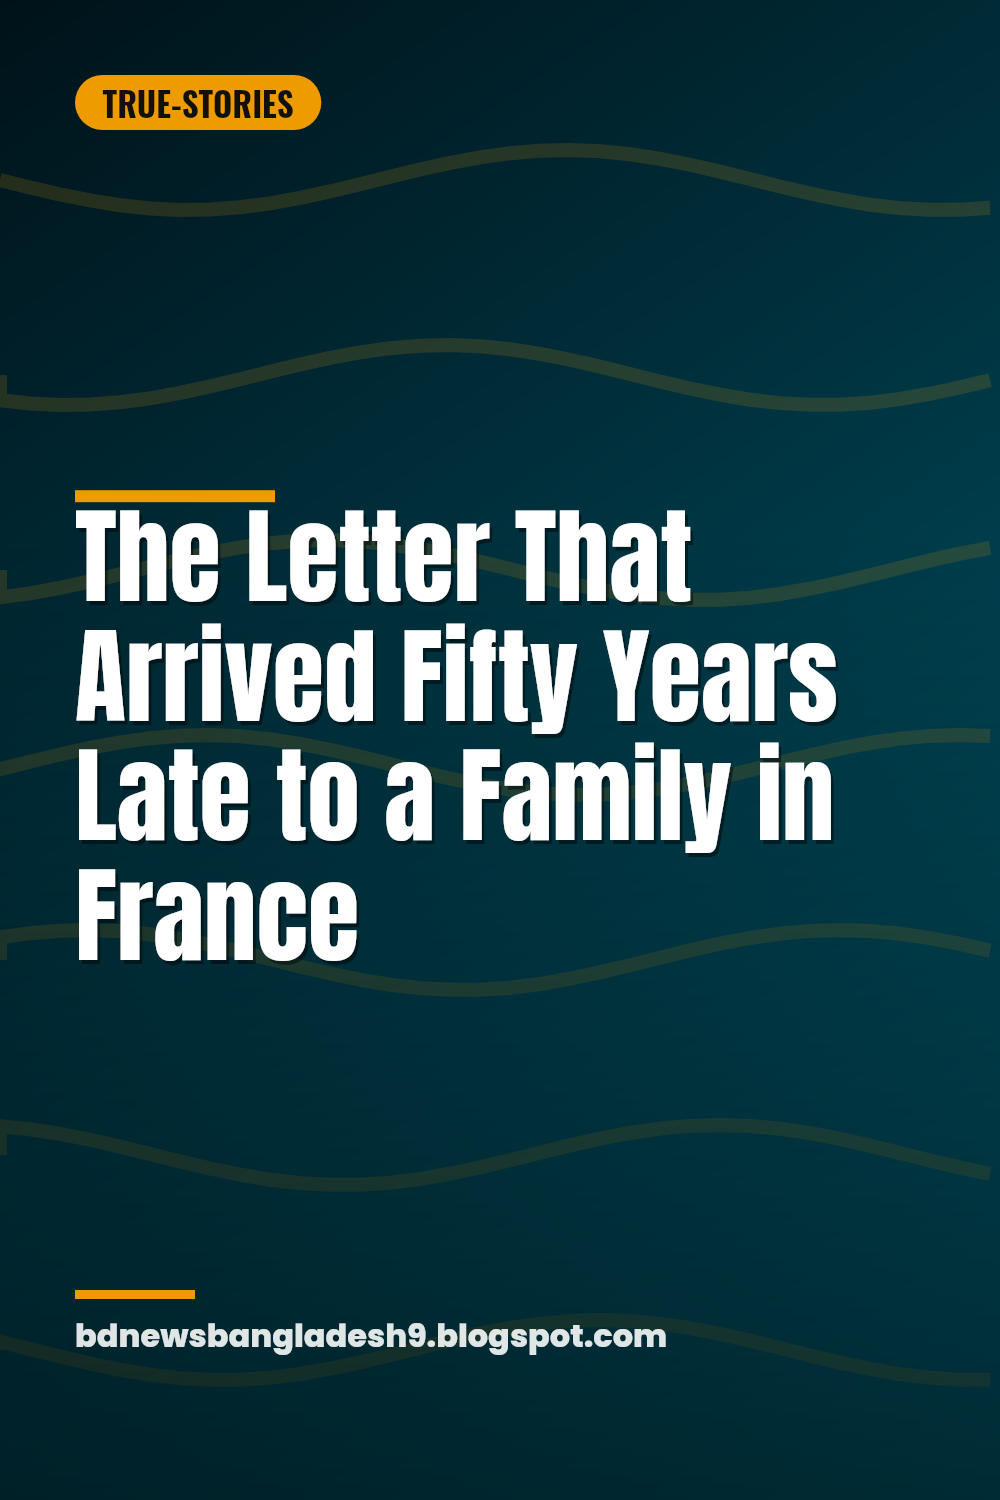 TRUE-STORIES
The Letter That
Arrived Fifty Years
Late to a Family in
France
bdnewsbangladesh9.blogspot.com